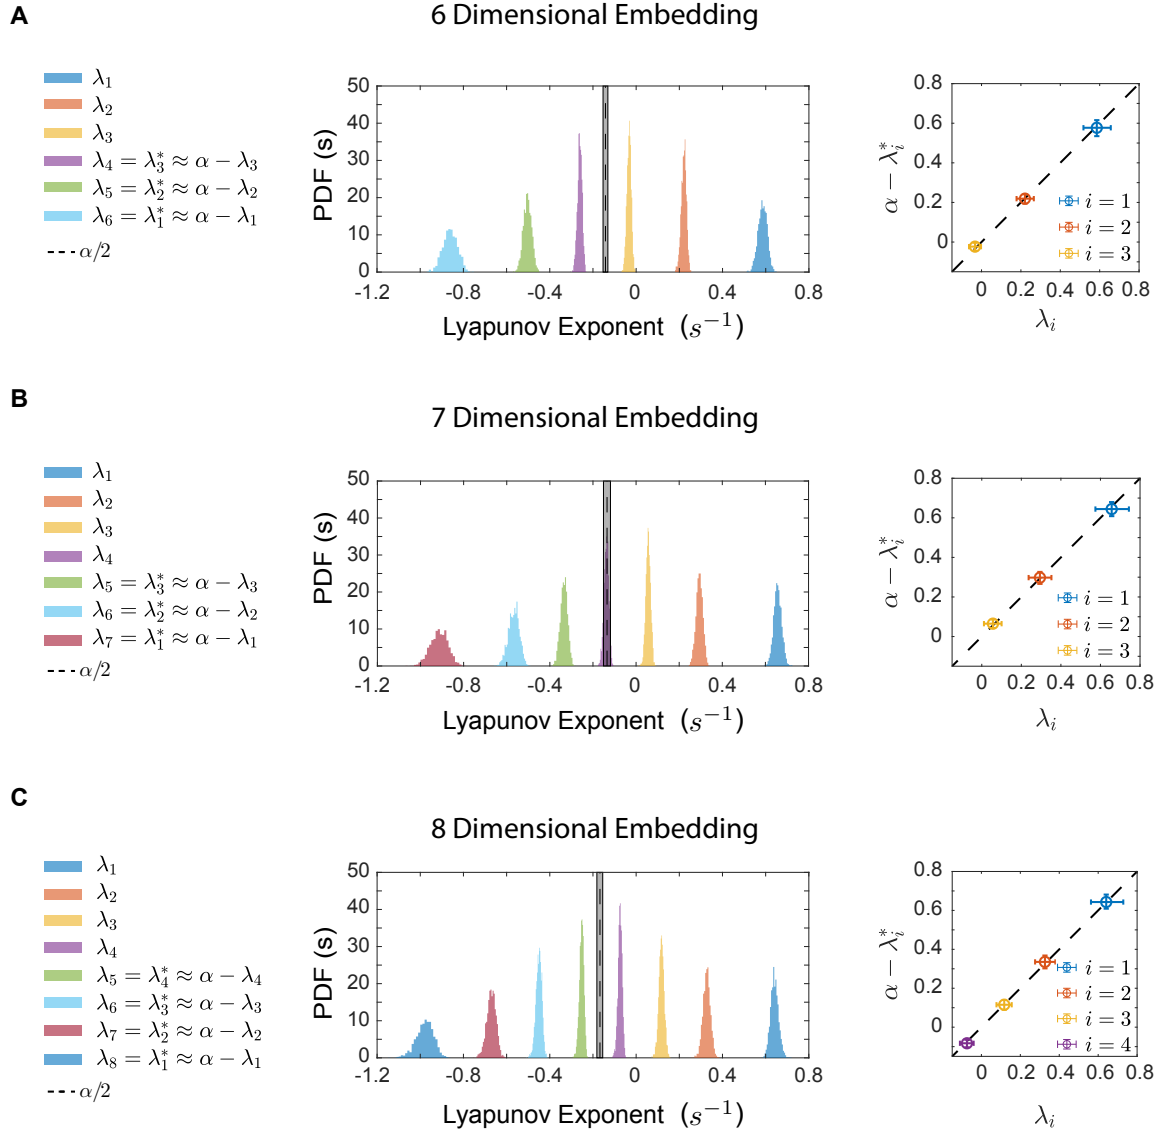 A
6 Dimensional Embedding
λ₁
λ₂
λ₃
λ₄ = λ₃* ≈ α − λ₃
λ₅ = λ₂* ≈ α − λ₂
λ₆ = λ₁* ≈ α − λ₁
α/2
PDF (s)
50
40
30
20
10
0
-1.2 -0.8 -0.4 0 0.4 0.8
Lyapunov Exponent (s⁻¹)
α − λᵢ*
0.8
0.6
0.4
0.2
0
i = 1
i = 2
i = 3
0 0.2 0.4 0.6 0.8
λᵢ
B
7 Dimensional Embedding
λ₁
λ₂
λ₃
λ₄
λ₅ = λ₃* ≈ α − λ₃
λ₆ = λ₂* ≈ α − λ₂
λ₇ = λ₁* ≈ α − λ₁
α/2
PDF (s)
50
40
30
20
10
0
-1.2 -0.8 -0.4 0 0.4 0.8
Lyapunov Exponent (s⁻¹)
α − λᵢ*
0.8
0.6
0.4
0.2
0
i = 1
i = 2
i = 3
0 0.2 0.4 0.6 0.8
λᵢ
C
8 Dimensional Embedding
λ₁
λ₂
λ₃
λ₄
λ₅ = λ₄* ≈ α − λ₄
λ₆ = λ₃* ≈ α − λ₃
λ₇ = λ₂* ≈ α − λ₂
λ₈ = λ₁* ≈ α − λ₁
α/2
PDF (s)
50
40
30
20
10
0
-1.2 -0.8 -0.4 0 0.4 0.8
Lyapunov Exponent (s⁻¹)
α − λᵢ*
0.8
0.6
0.4
0.2
0
i = 1
i = 2
i = 3
i = 4
0 0.2 0.4 0.6 0.8
λᵢ